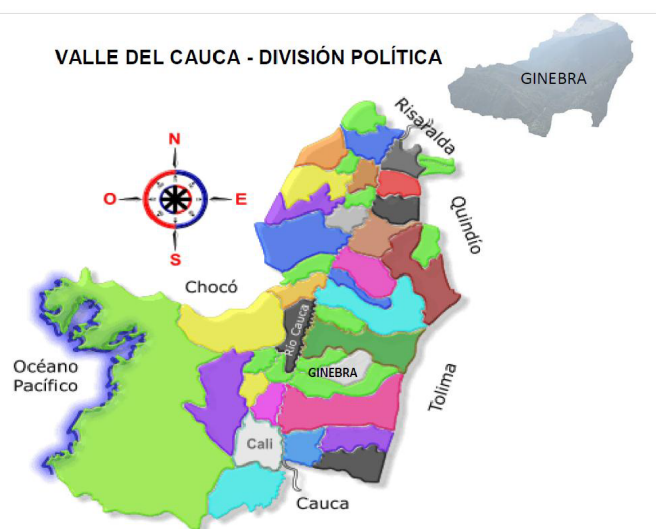 VALLE DEL CAUCA - DIVISIÓN POLÍTICA
GINEBRA
Risaralda
N
O
E
S
Quindío
Chocó
Río Cauca
Océano
Pacífico
GINEBRA
Tolima
Cali
Cauca